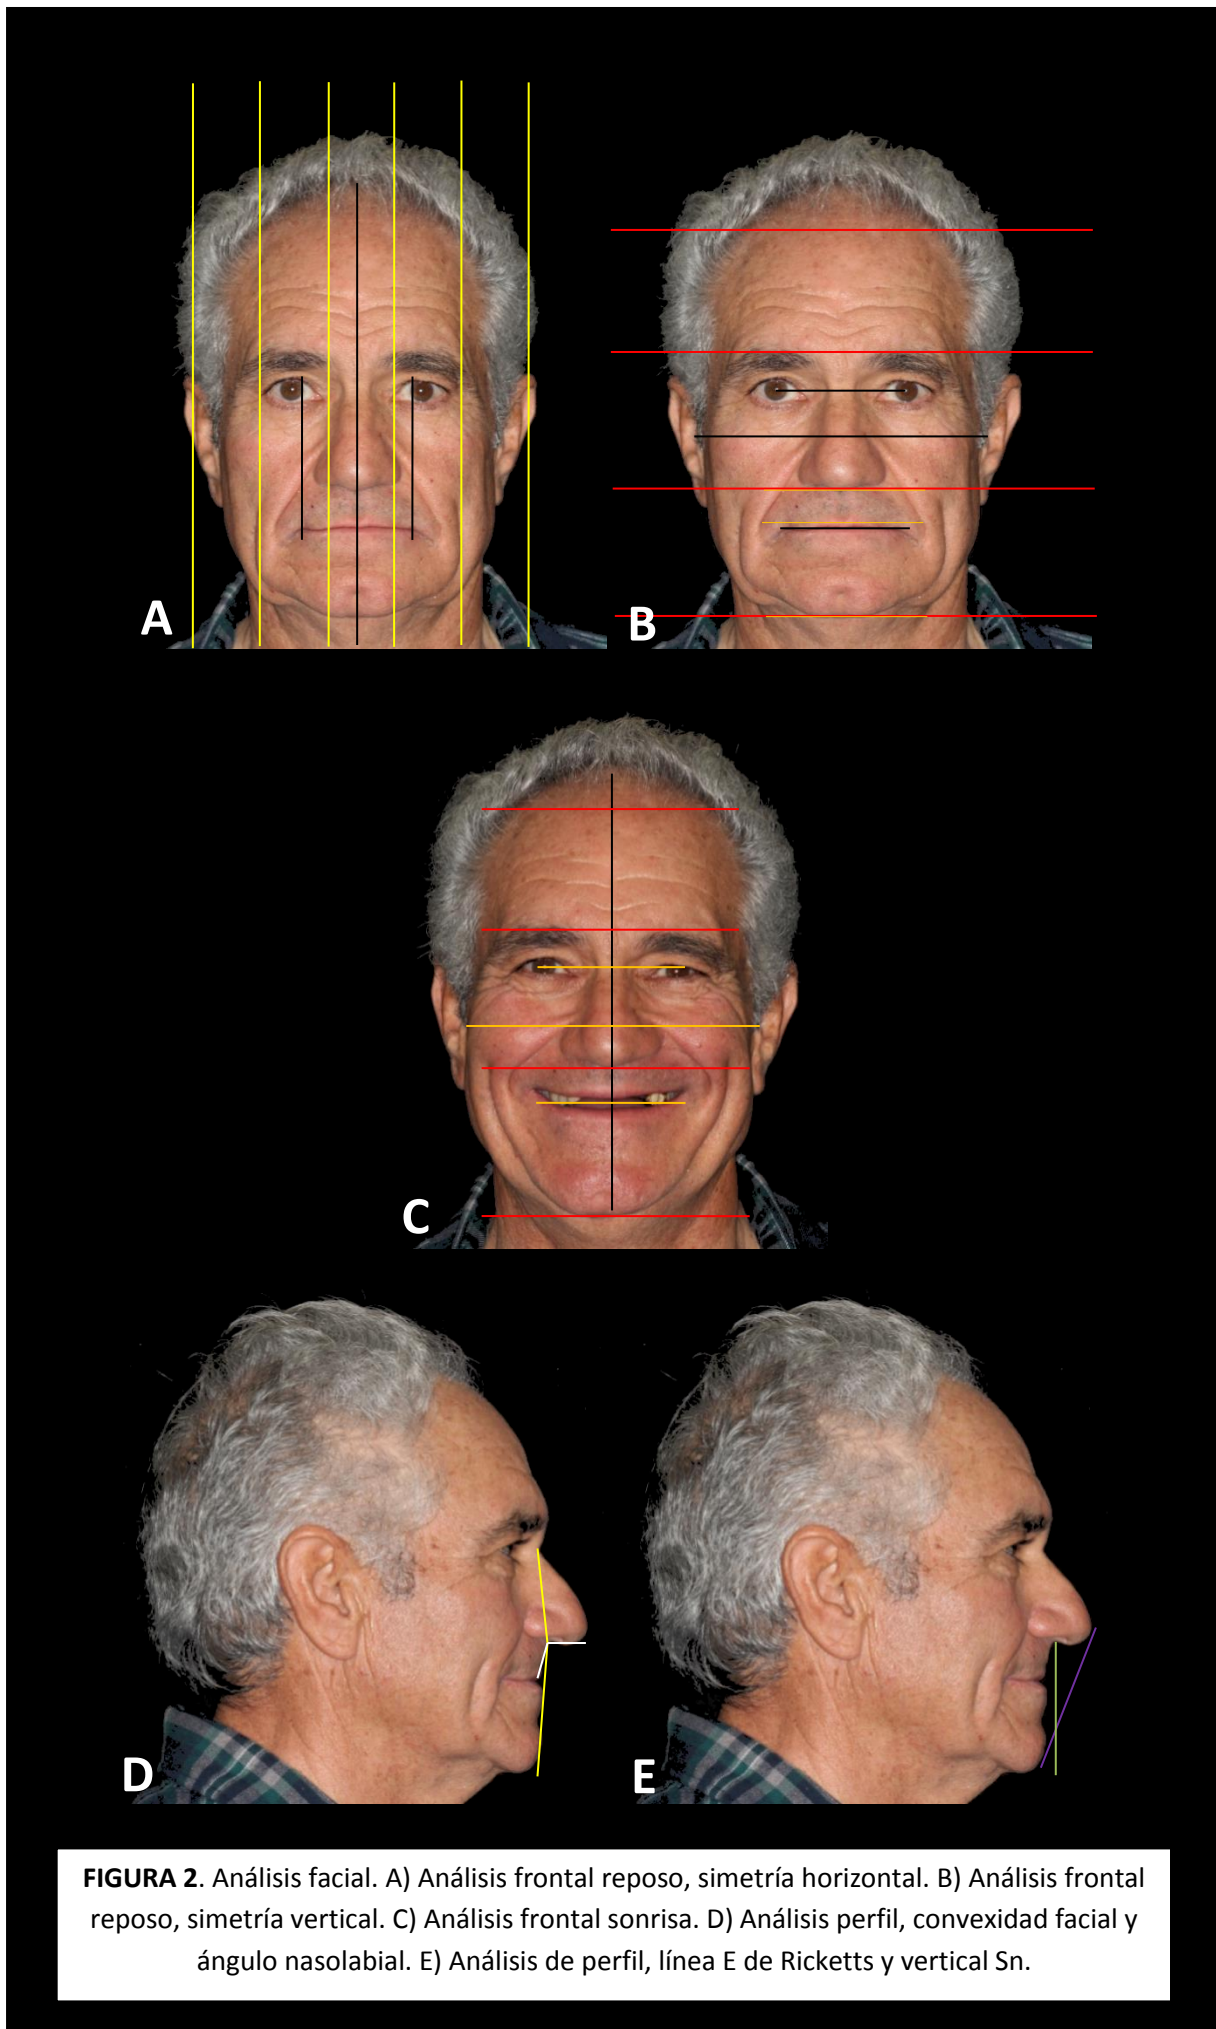 A
B
C
D
E
FIGURA 2. Análisis facial. A) Análisis frontal reposo, simetría horizontal. B) Análisis frontal
reposo, simetría vertical. C) Análisis frontal sonrisa. D) Análisis perfil, convexidad facial y
ángulo nasolabial. E) Análisis de perfil, línea E de Ricketts y vertical Sn.